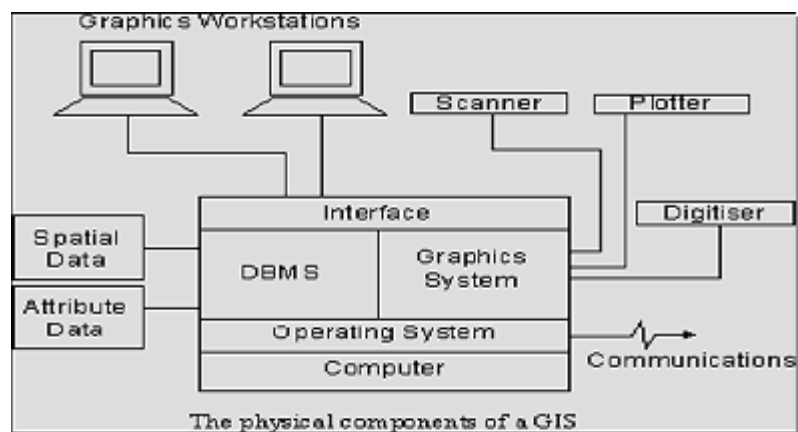 Graphics Workstations
Scanner
Plotter
Interface
Digitiser
Spatial
Data
DBMS
Graphics
System
Attribute
Data
Operating System
Communications
Computer
The physical components of a GIS